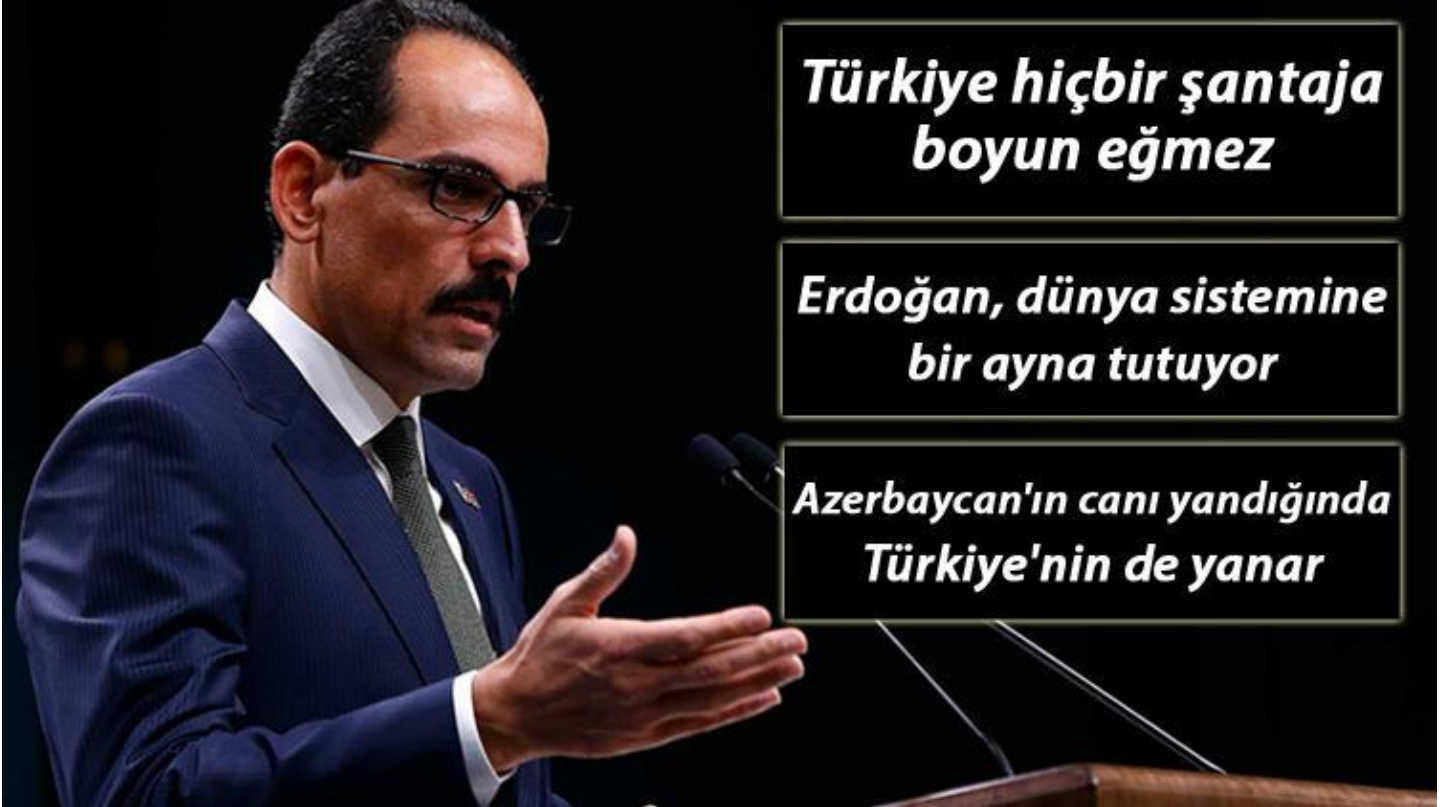 Türkiye hiçbir şantaja
boyun eğmez
Erdoğan, dünya sistemine
bir ayna tutuyor
Azerbaycan'ın canı yandığında
Türkiye'nin de yanar